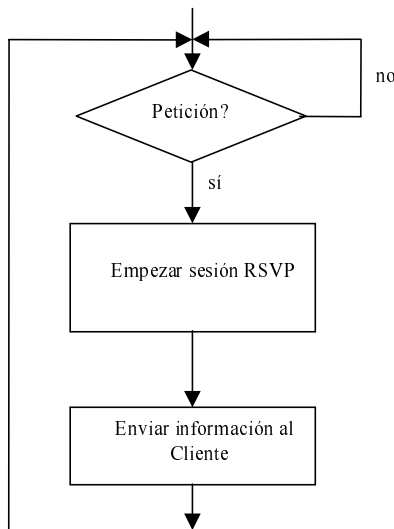 Petición?
no
sí
Empezar sesión RSVP
Enviar información al
Cliente